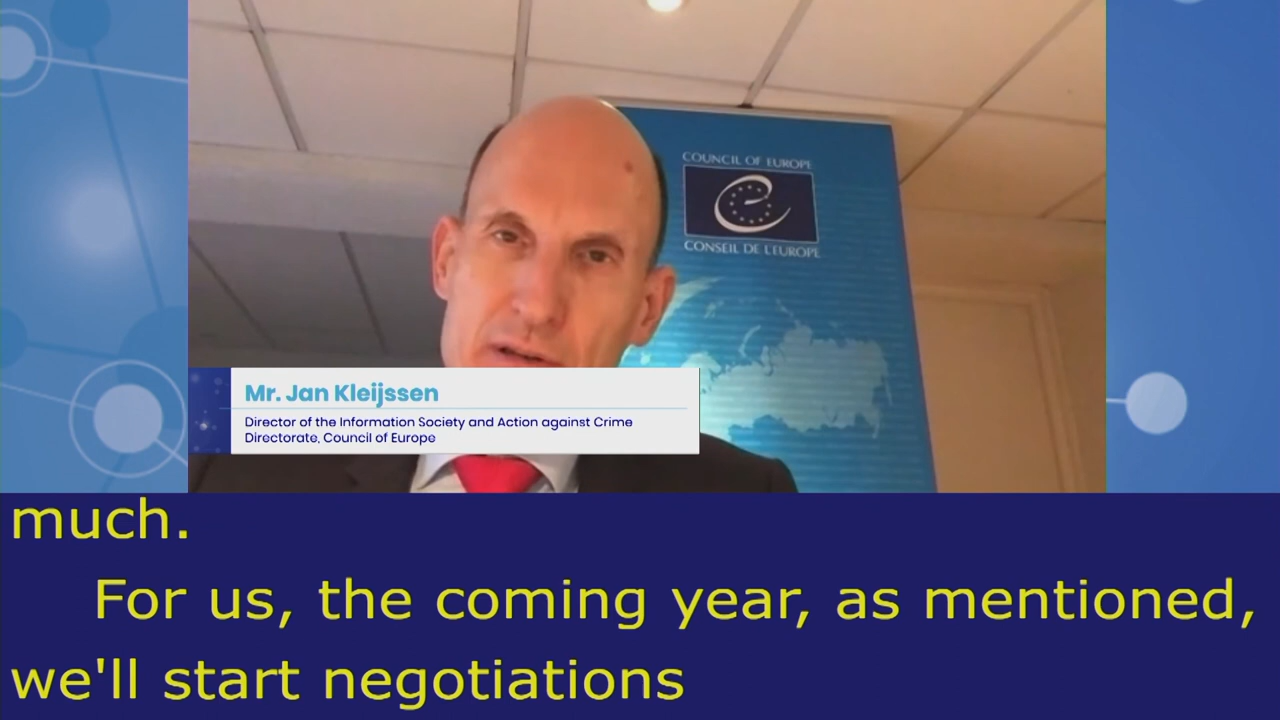 COUNCIL OF EUROPE
CONSEIL DE L'EUROPE
Mr. Jan Kleijssen
Director of the Information Society and Action against Crime
Directorate, Council of Europe
much.
For us, the coming year, as mentioned,
we'll start negotiations